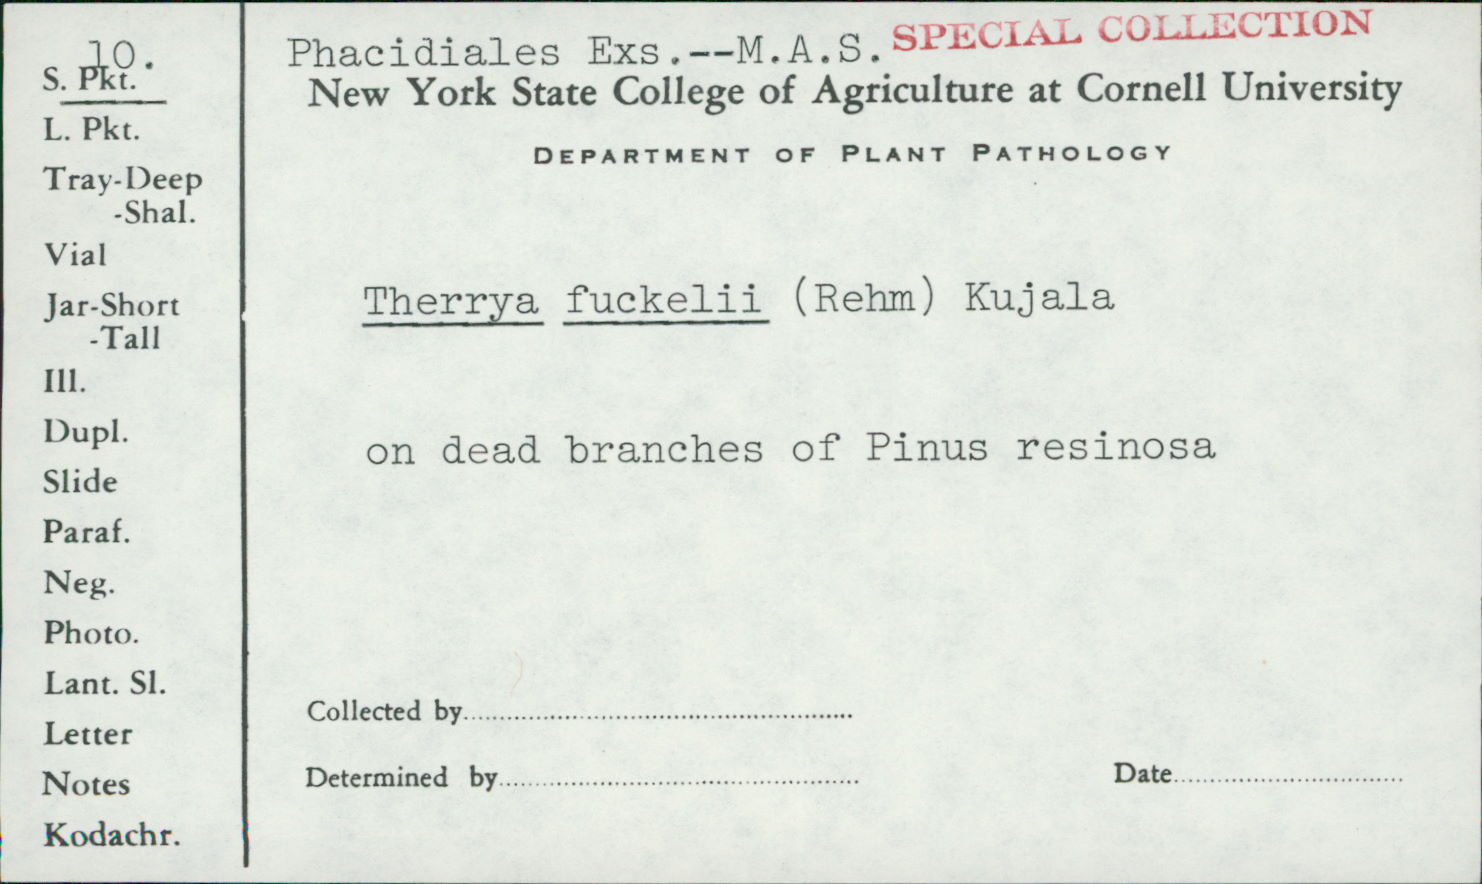 10.
S. Pkt.
L. Pkt.
Tray-Deep
-Shal.
Vial
Jar-Short
-Tall
Ill.
Dupl.
Slide
Paraf.
Neg.
Photo.
Lant. Sl.
Letter
Notes
Kodachr.
Phacidiales Exs.--M.A.S. SPECIAL COLLECTION
New York State College of Agriculture at Cornell University
DEPARTMENT OF PLANT PATHOLOGY
Therrya fuckelii (Rehm) Kujala
on dead branches of Pinus resinosa
Collected by
Determined by Date